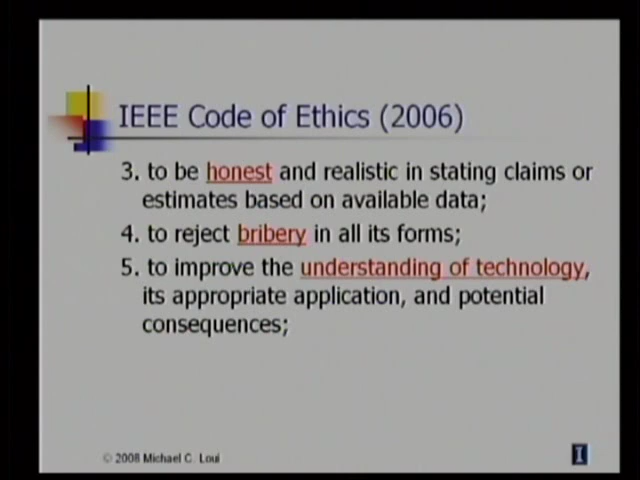 IEEE Code of Ethics (2006)
3. to be honest and realistic in stating claims or
estimates based on available data;
4. to reject bribery in all its forms;
5. to improve the understanding of technology,
its appropriate application, and potential
consequences;
© 2008 Michael C. Loui
I